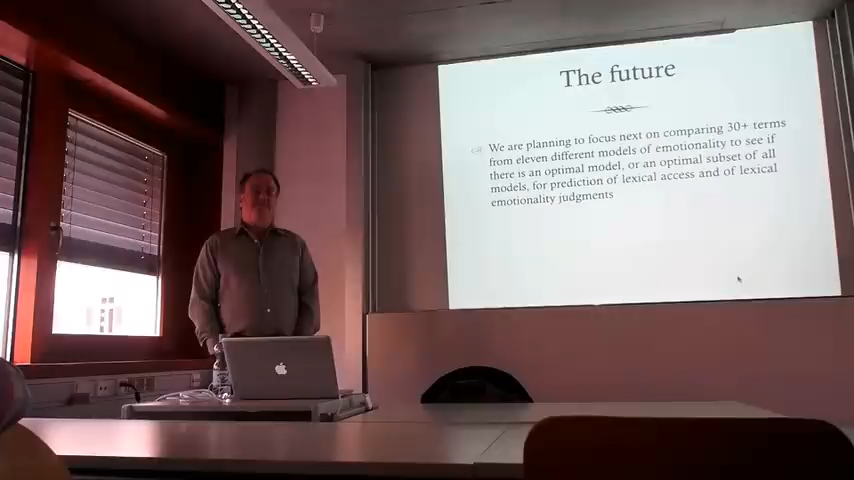 The future
We are planning to focus next on comparing 30+ terms
from eleven different models of emotionality to see if
there is an optimal model, or an optimal subset of all
models, for prediction of lexical access and of lexical
emotionality judgments